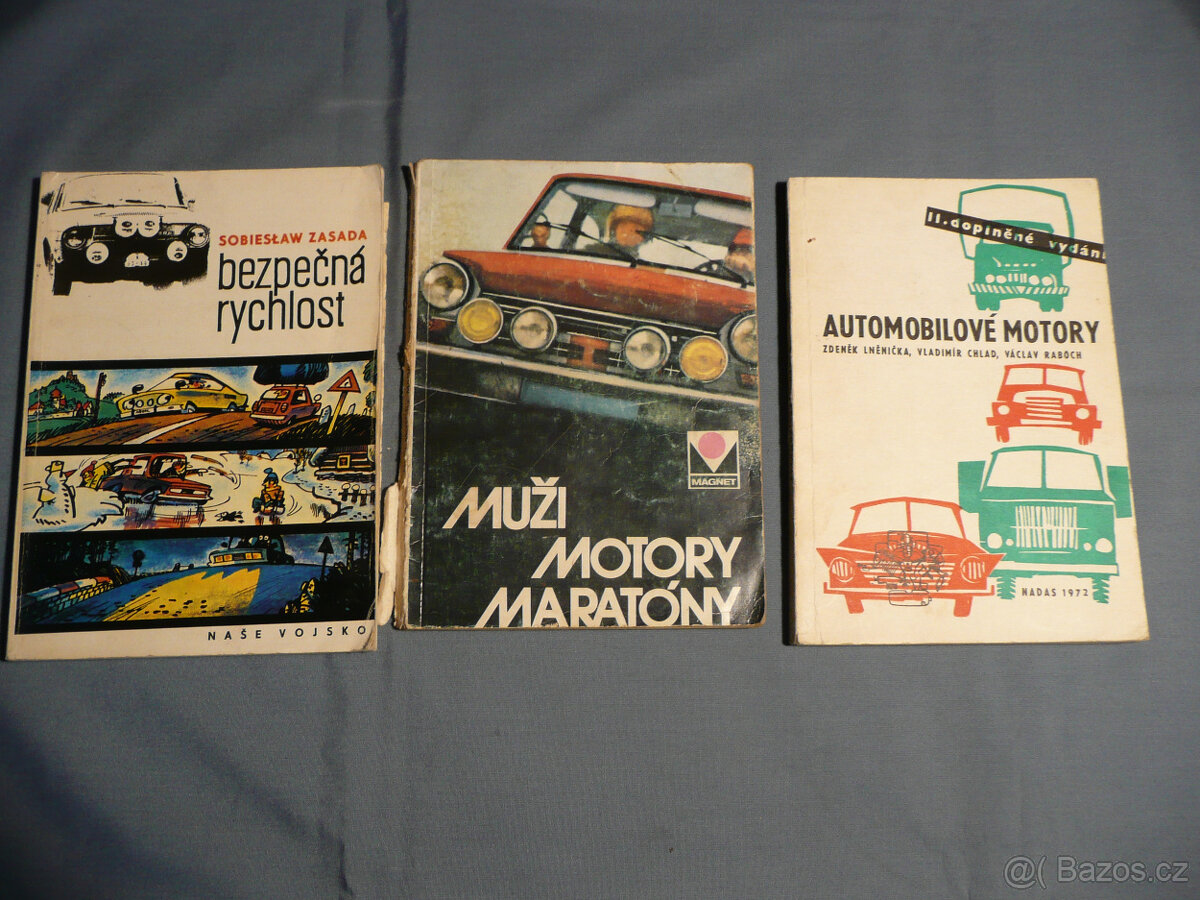 SOBIESŁAW ZASADA
bezpečná
rychlost
NAŠE VOJSKO
MAGNET
MUŽI
MOTORY
MARATÓNY
II. doplněné vydání
AUTOMOBILOVÉ MOTORY
ZDENĚK LNĚNIČKA, VLADIMÍR CHLAD, VÁCLAV RABOCH
NADAS 1972
@( Bazos.cz